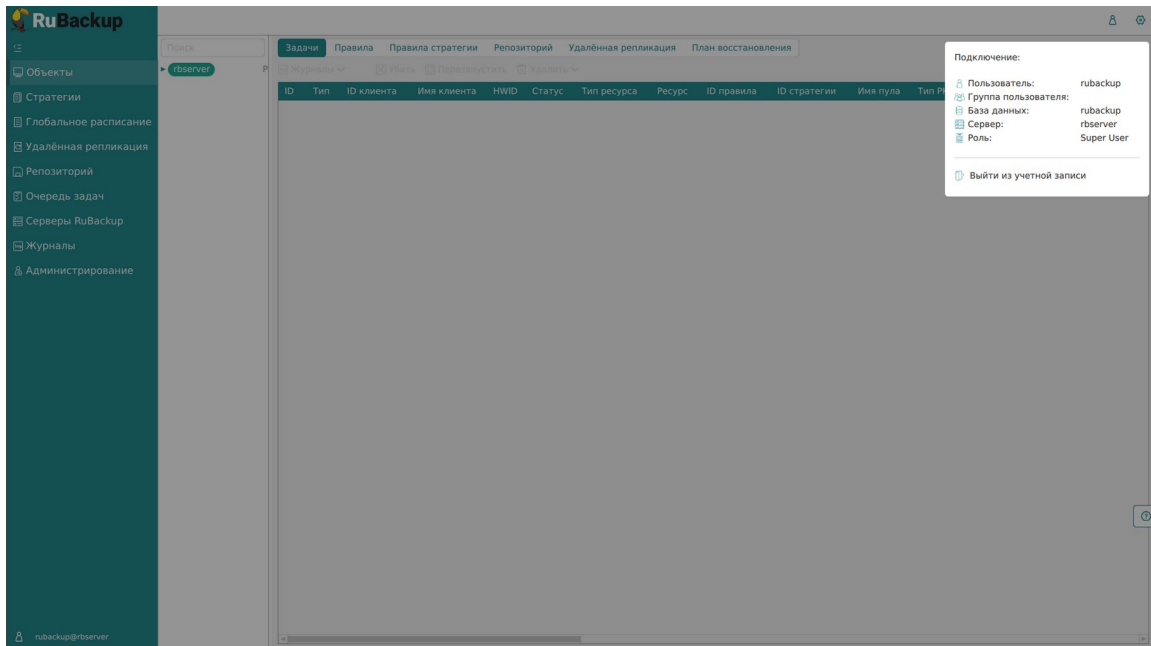 RuBackup
Объекты
Стратегии
Глобальное расписание
Удалённая репликация
Репозиторий
Очередь задач
Серверы RuBackup
Журналы
Администрирование
rubackup@rbserver
Поиск
rbserver Р
Задачи Правила Правила стратегии Репозиторий Удалённая репликация План восстановления
Журналы Убить Перезапустить Удалить
ID Тип ID клиента Имя клиента HWID Статус Тип ресурса Ресурс ID правила ID стратегии Имя пула Тип РК
Подключение:
Пользователь: rubackup
Группа пользователя:
База данных: rubackup
Сервер: rbserver
Роль: Super User
Выйти из учетной записи